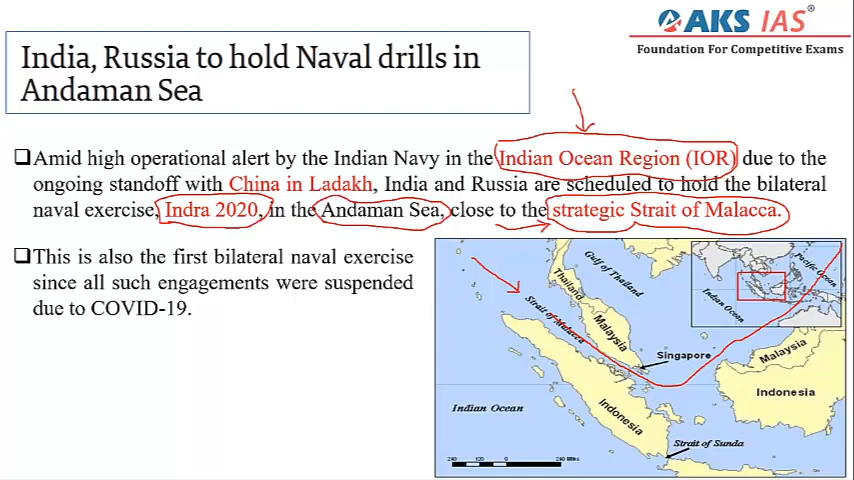 AKS IAS®
Foundation For Competitive Exams
India, Russia to hold Naval drills in
Andaman Sea
Amid high operational alert by the Indian Navy in the Indian Ocean Region (IOR) due to the
ongoing standoff with China in Ladakh, India and Russia are scheduled to hold the bilateral
naval exercise, Indra 2020, in the Andaman Sea, close to the strategic Strait of Malacca.
This is also the first bilateral naval exercise
since all such engagements were suspended
due to COVID-19.
Gulf of Thailand
Pacific Ocean
Indian Ocean
Thailand
Strait of Malacca
Malaysia
Singapore
Malaysia
Indonesia
Indonesia
Indian Ocean
Strait of Sunda
240 120 0 240 Miles